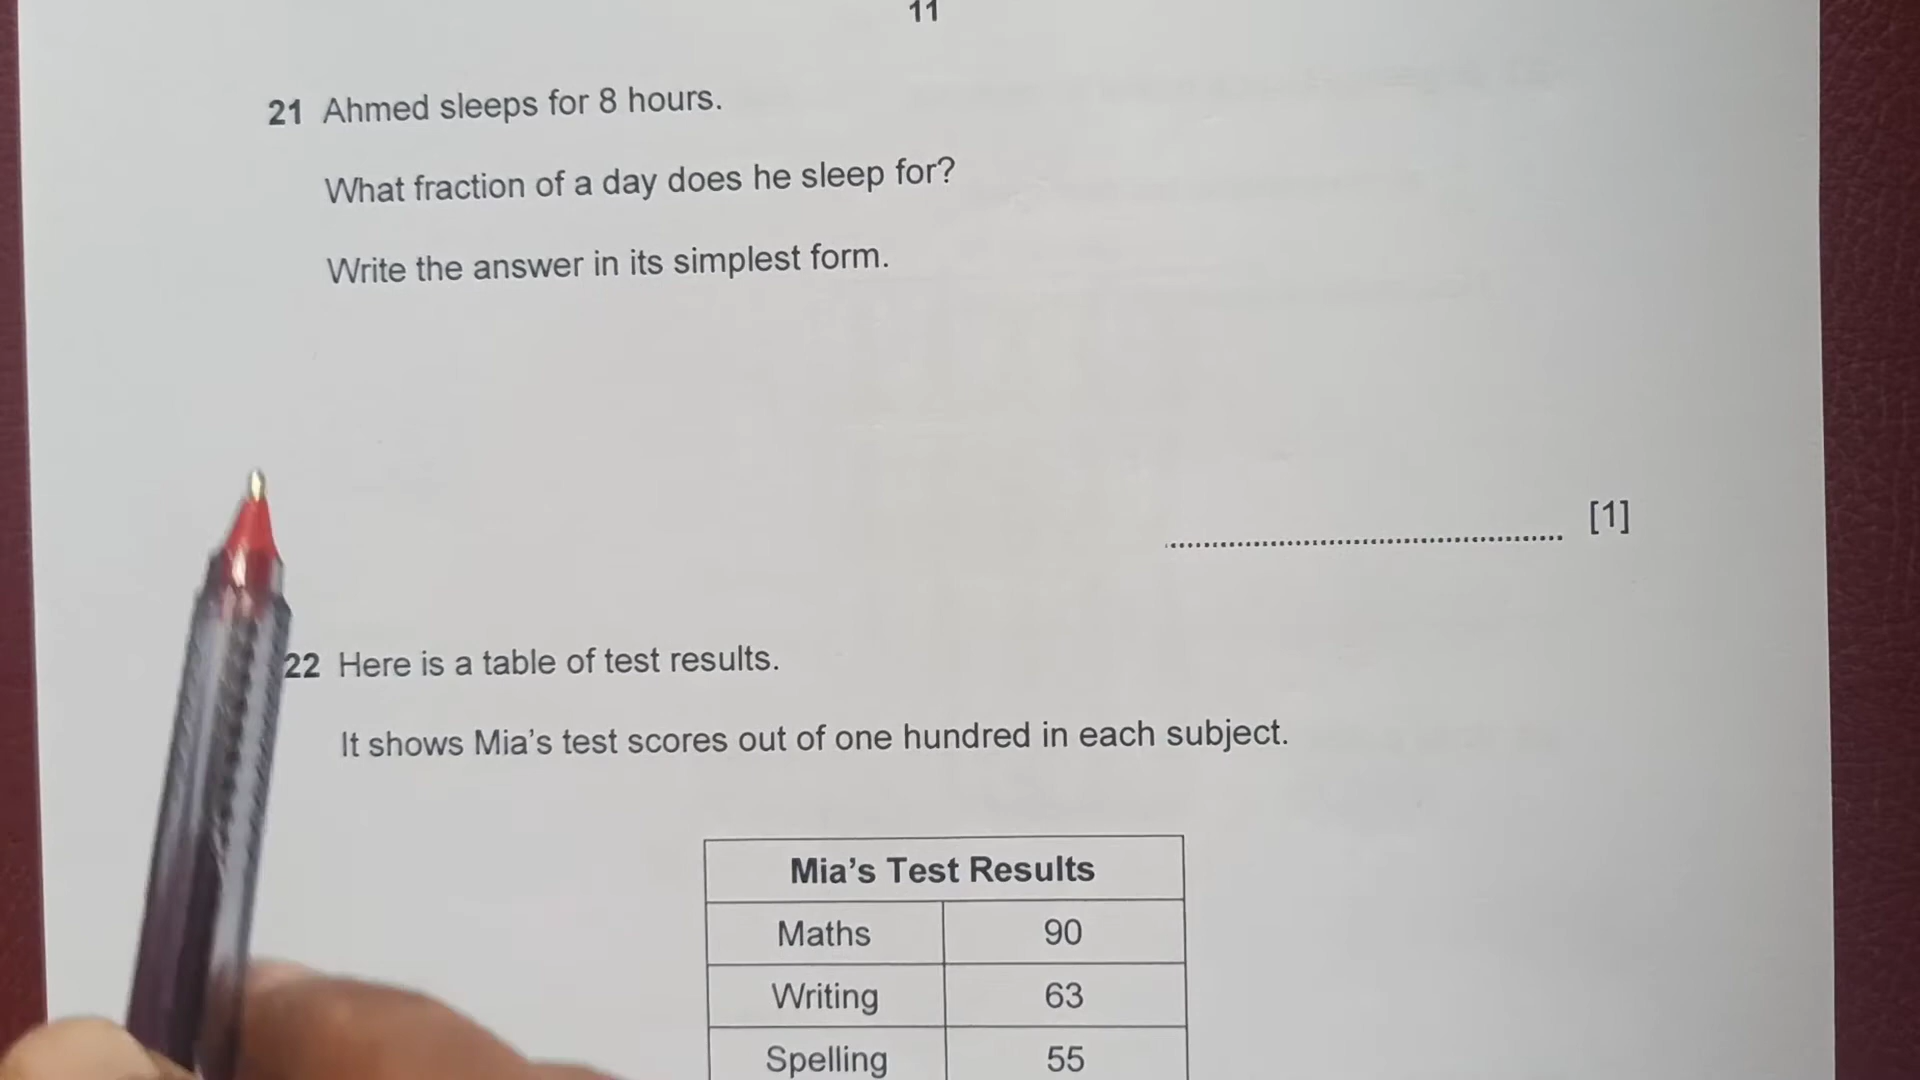 11
21 Ahmed sleeps for 8 hours.
What fraction of a day does he sleep for?
Write the answer in its simplest form.
[1]
22 Here is a table of test results.
It shows Mia's test scores out of one hundred in each subject.
Mia's Test Results
Maths 90
Writing 63
Spelling 55